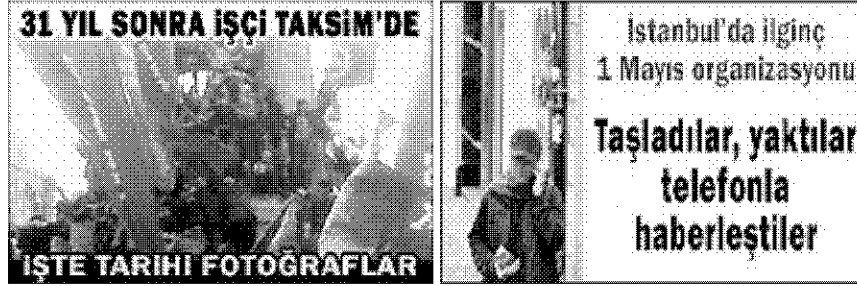 31 YIL SONRA İŞÇİ TAKSİM'DE
İŞTE TARİHİ FOTOĞRAFLAR
İstanbul'da ilginç
1 Mayıs organizasyonu
Taşladılar, yaktılar
telefonla
haberleştiler